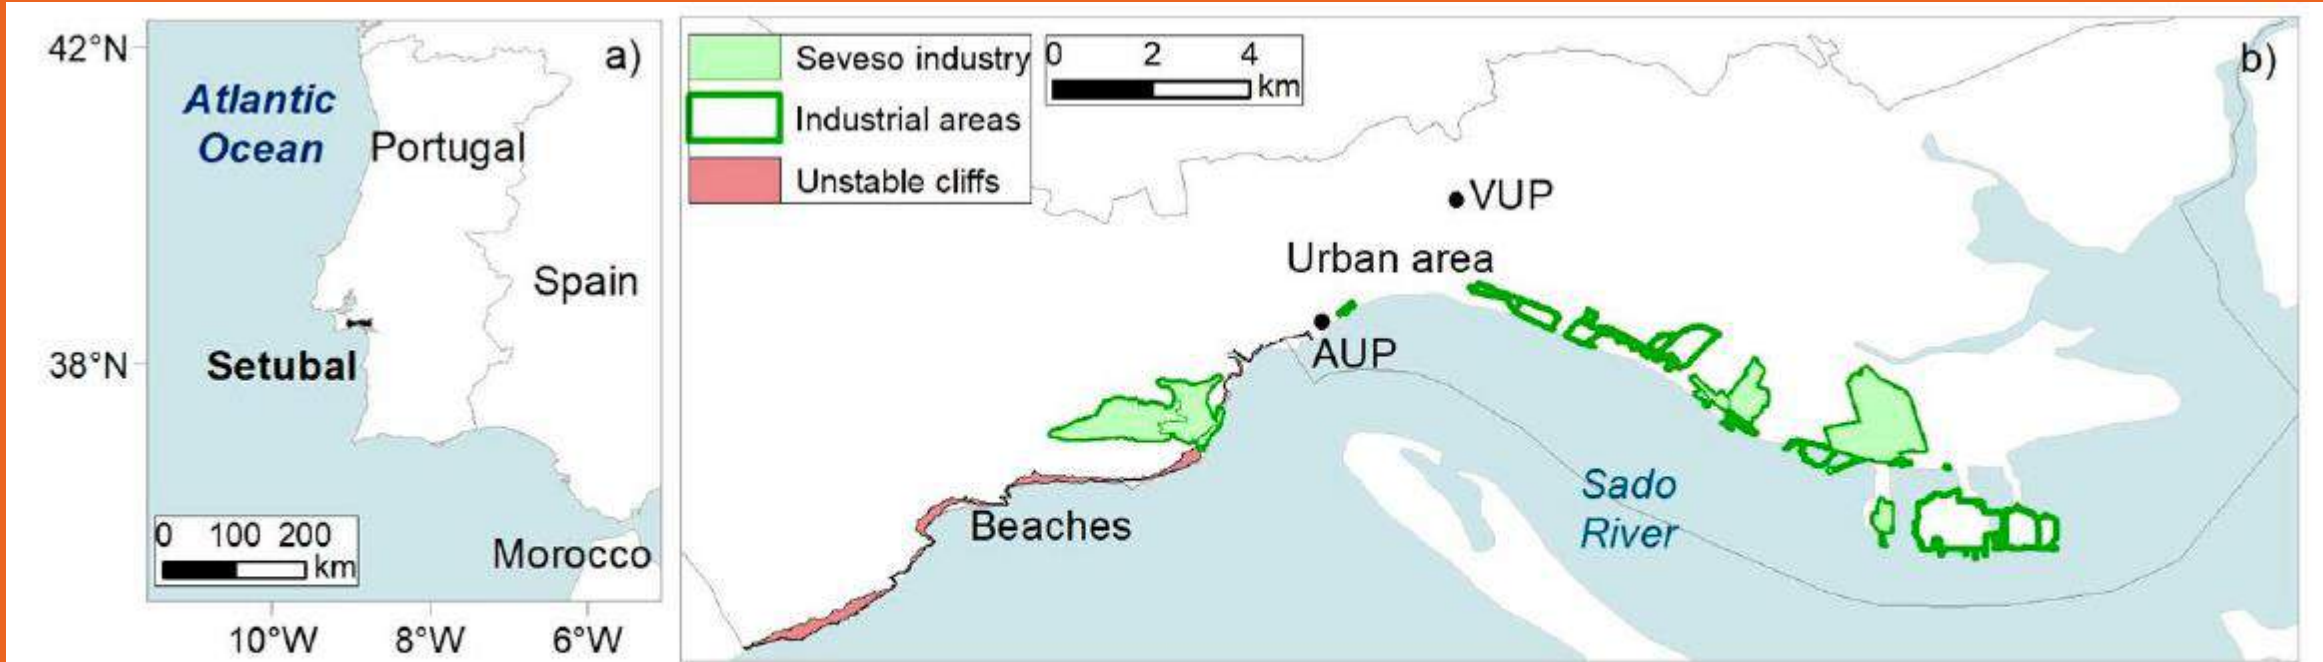 a)
42°N
38°N
Atlantic
Ocean
Portugal
Spain
Setubal
Morocco
0 100 200
km
10°W 8°W 6°W
b)
Seveso industry
Industrial areas
Unstable cliffs
0 2 4
km
VUP
Urban area
AUP
Beaches
Sado
River